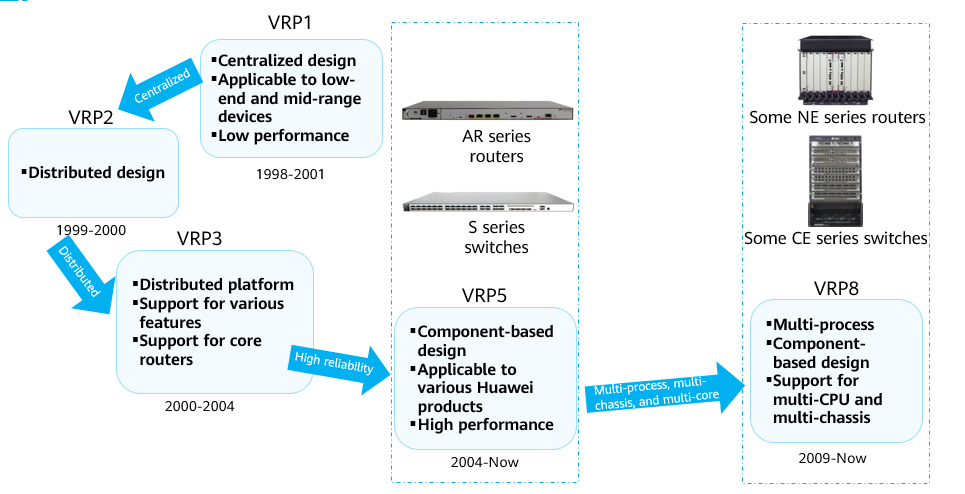 VRP1
▪Centralized design
▪Applicable to low-
end and mid-range
devices
▪Low performance
1998-2001
Centralized
VRP2
▪Distributed design
1999-2000
Distributed
VRP3
▪Distributed platform
▪Support for various
features
▪Support for core
routers
2000-2004
High reliability
AR series
routers
S series
switches
VRP5
▪Component-based
design
▪Applicable to
various Huawei
products
▪High performance
2004-Now
Multi-process, multi-
chassis, and multi-core
Some NE series routers
Some CE series switches
VRP8
▪Multi-process
▪Component-
based design
▪Support for
multi-CPU and
multi-chassis
2009-Now